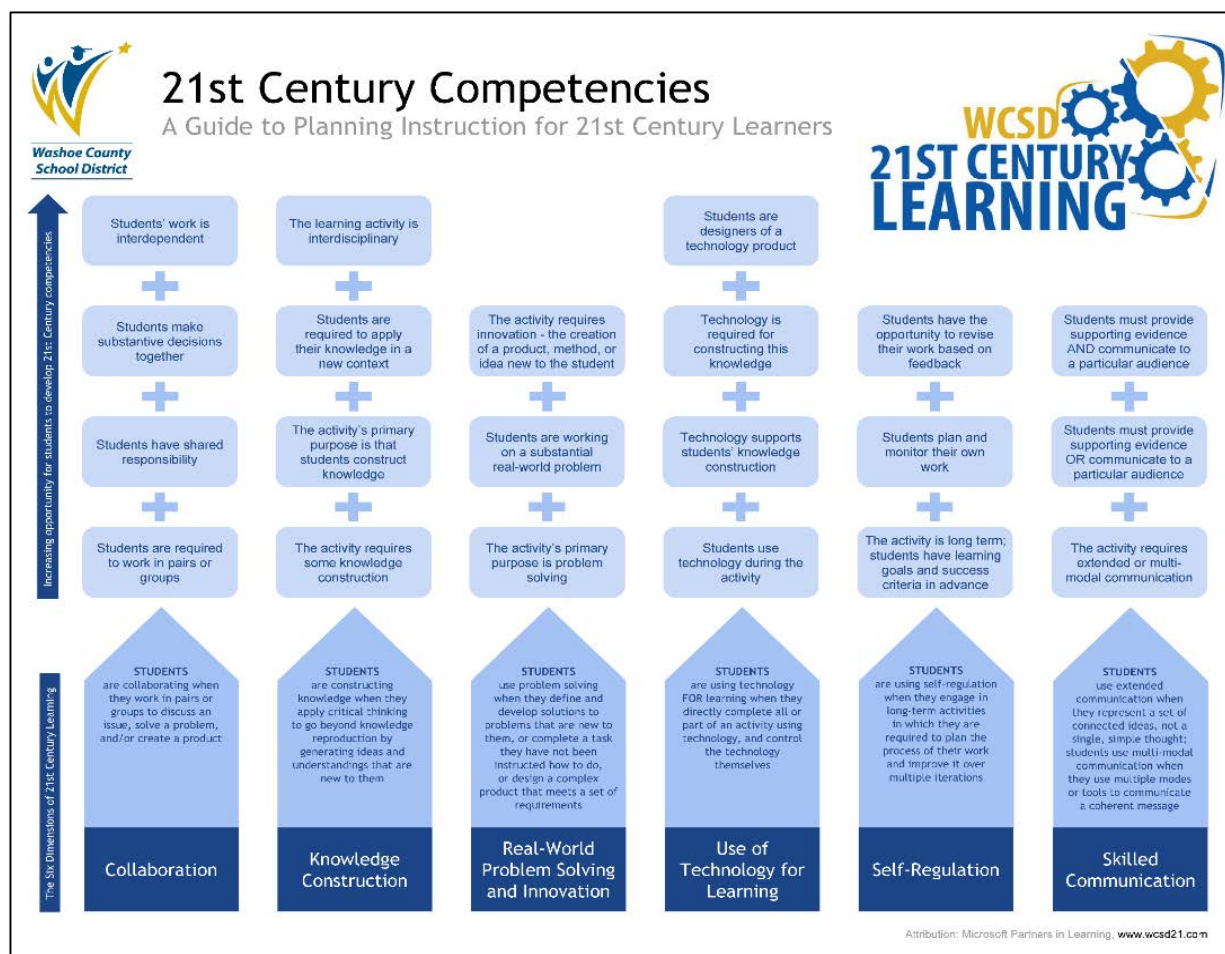 Washoe County
School District
21st Century Competencies
A Guide to Planning Instruction for 21st Century Learners
WCSD
21ST CENTURY
LEARNING
Increasing opportunity for students to develop 21st Century competencies
Students' work is
interdependent
Students make
substantive decisions
together
Students have shared
responsibility
Students are required
to work in pairs or
groups
The learning activity is
interdisciplinary
Students are
required to apply
their knowledge in a
new context
The activity's primary
purpose is that
students construct
knowledge
The activity requires
some knowledge
construction
The activity requires
innovation - the creation
of a product, method, or
idea new to the student
Students are working
on a substantial
real-world problem
The activity's primary
purpose is problem
solving
Students are
designers of a
technology product
Technology is
required for
constructing this
knowledge
Technology supports
students' knowledge
construction
Students use
technology during the
activity
Students have the
opportunity to revise
their work based on
feedback
Students plan and
monitor their own
work
The activity is long term;
students have learning
goals and success
criteria in advance
Students must provide
supporting evidence
AND communicate to
a particular audience
Students must provide
supporting evidence
OR communicate to a
particular audience
The activity requires
extended or multi-
modal communication
The Six Dimensions of 21st Century Learning
STUDENTS
are collaborating when
they work in pairs or
groups to discuss an
issue, solve a problem,
and/or create a product
Collaboration
STUDENTS
are constructing
knowledge when they
apply critical thinking
to go beyond knowledge
reproduction by
generating ideas and
understandings that are
new to them
Knowledge
Construction
STUDENTS
use problem solving
when they define and
develop solutions to
problems that are new to
them, or complete a task
they have not been
instructed how to do,
or design a complex
product that meets a set of
requirements
Real-World
Problem Solving
and Innovation
STUDENTS
are using technology
FOR learning when they
directly complete all or
part of an activity using
technology, and control
the technology
themselves
Use of
Technology for
Learning
STUDENTS
are using self-regulation
when they engage in
long-term activities
in which they are
required to plan the
process of their work
and improve it over
multiple iterations
Self-Regulation
STUDENTS
use extended
communication when
they represent a set of
connected ideas, not a
single, simple thought;
students use multi-modal
communication when
they use multiple modes
or tools to communicate
a coherent message
Skilled
Communication
Attribution: Microsoft Partners in Learning, www.wcsd21.com